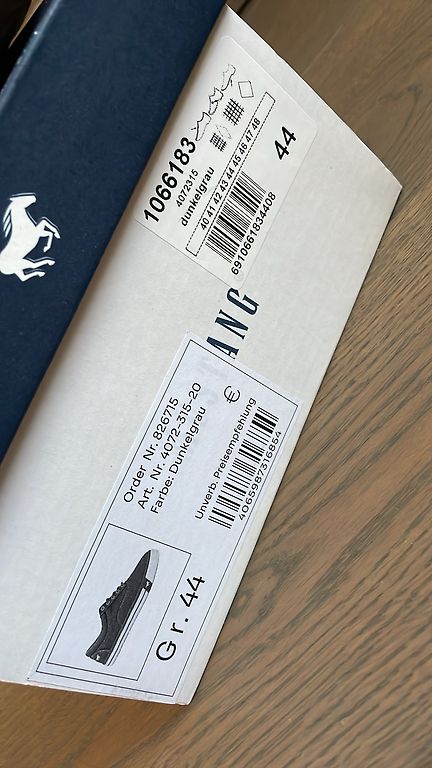 1066183
4072315
dunkelgrau
40 41 42 43 44 45 46 47 48
44
6910661834408
ANG
Order Nr. 826715
Art. Nr. 4072-315-20
Farbe: Dunkelgrau
Unverb. Preisempfehlung
€
4065987316854
Gr. 44